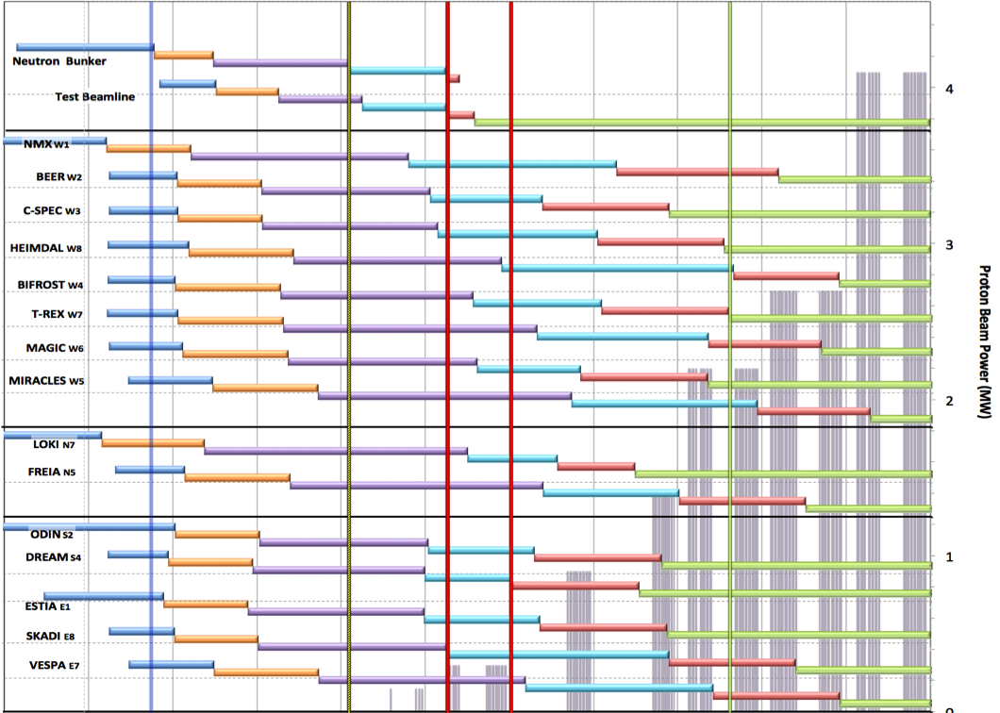 Neutron Bunker
Test Beamline
NMX W1
BEER W2
C-SPEC W3
HEIMDAL W8
BIFROST W4
T-REX W7
MAGIC W6
MIRACLES W5
LOKI N7
FREIA N5
ODIN S2
DREAM S4
ESTIA E1
SKADI E8
VESPA E7
4
3
2
1
0
Proton Beam Power (MW)